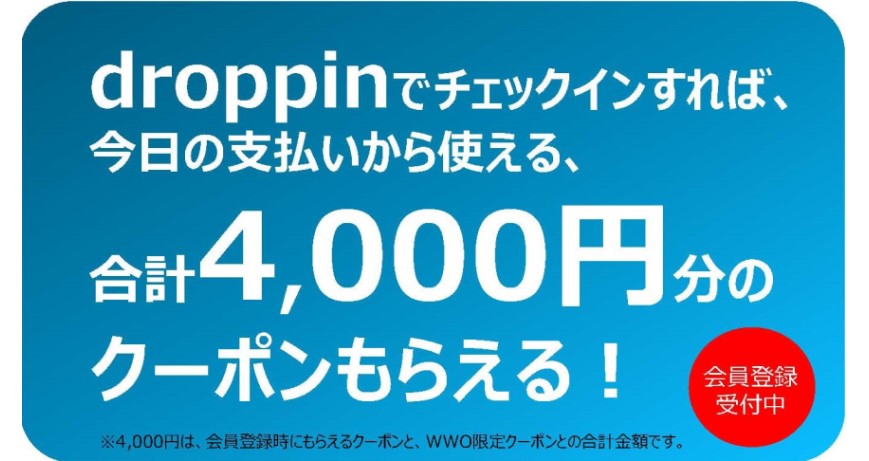 droppinでチェックインすれば、
今日の支払いから使える、
合計4,000円分の
クーポンもらえる！
会員登録
受付中
※4,000円は、会員登録時にもらえるクーポンと、WWO限定クーポンとの合計金額です。